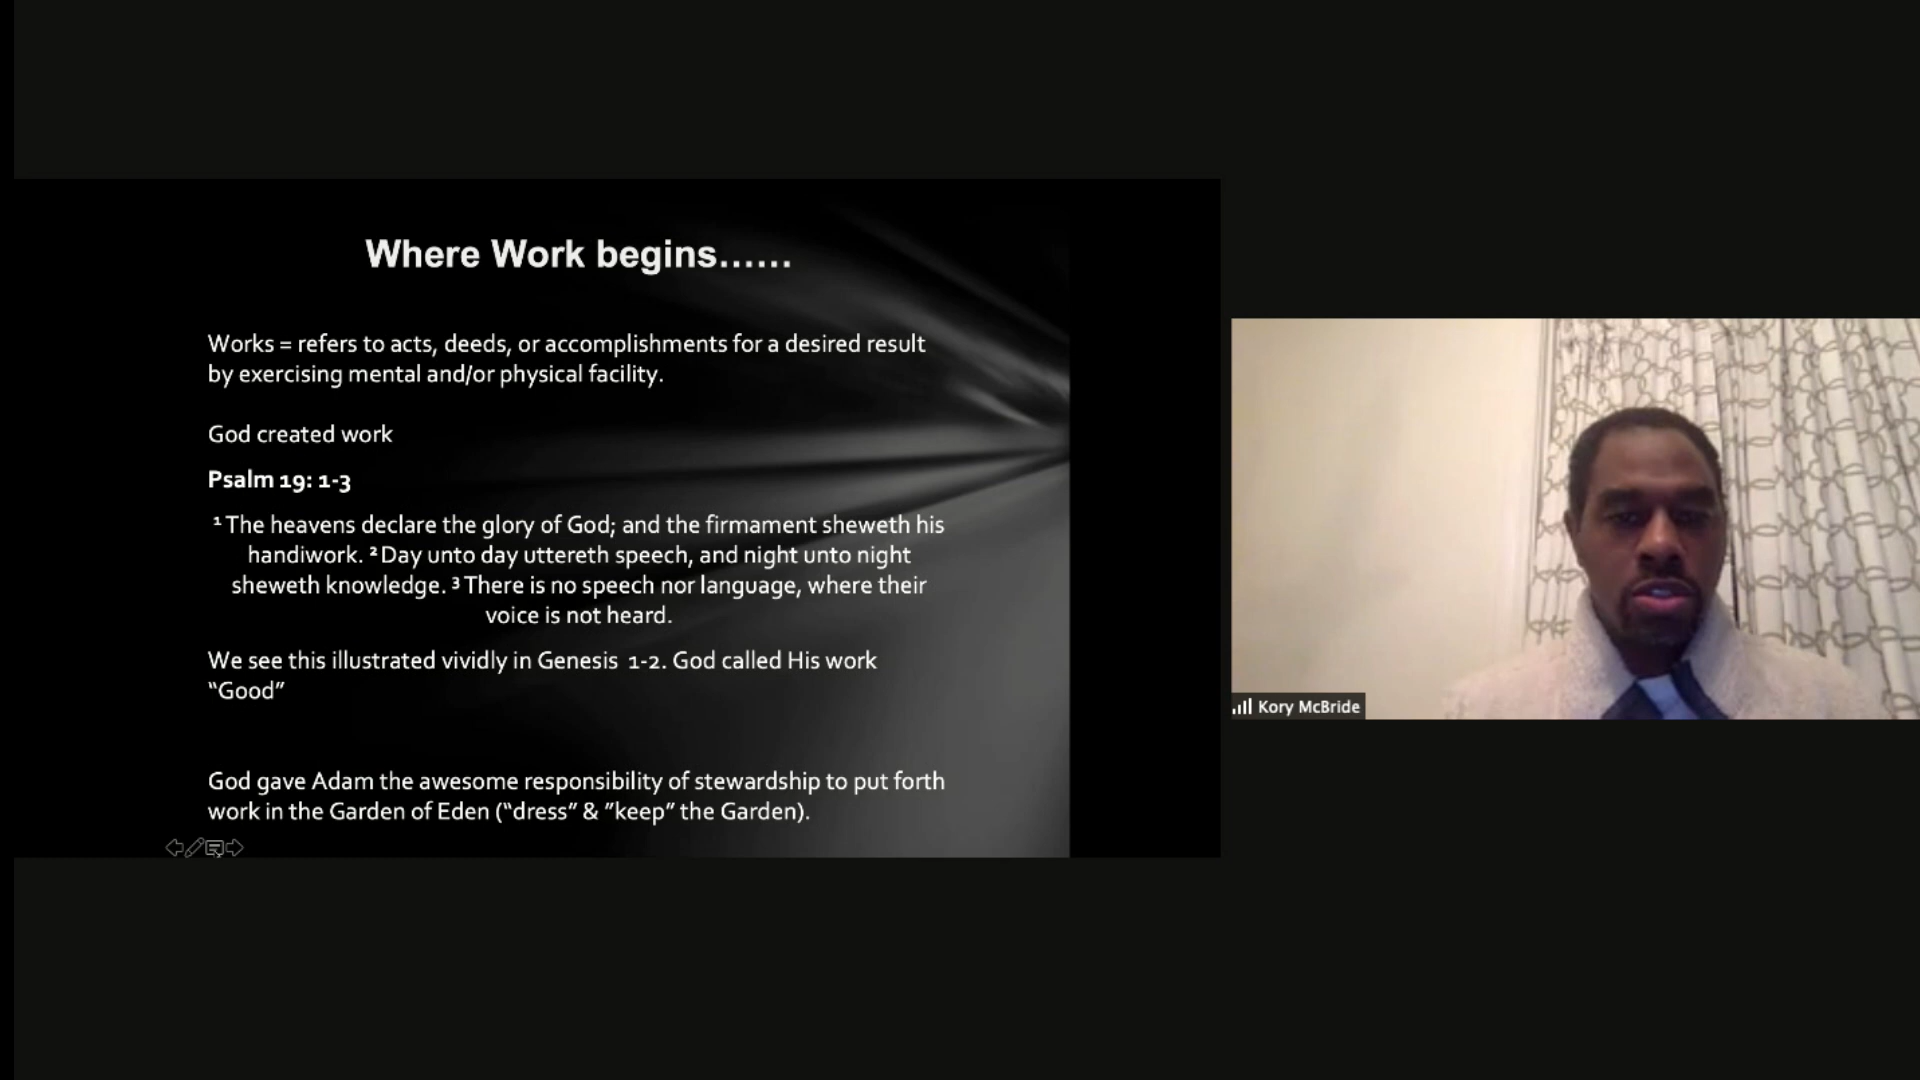 Where Work begins……
Works = refers to acts, deeds, or accomplishments for a desired result
by exercising mental and/or physical facility.
God created work
Psalm 19: 1-3
¹ The heavens declare the glory of God; and the firmament sheweth his
handiwork. ² Day unto day uttereth speech, and night unto night
sheweth knowledge. ³ There is no speech nor language, where their
voice is not heard.
We see this illustrated vividly in Genesis  1-2. God called His work
“Good”
God gave Adam the awesome responsibility of stewardship to put forth
work in the Garden of Eden (“dress” & ”keep” the Garden).
Kory McBride